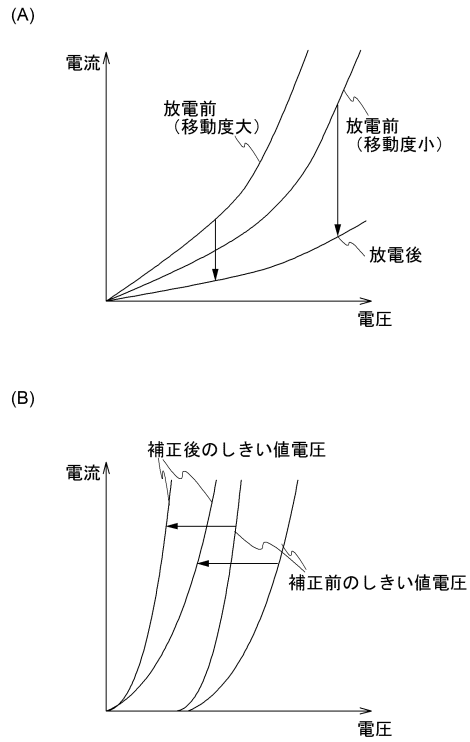 (A)
電流
放電前
（移動度大）
放電前
（移動度小）
放電後
電圧
(B)
補正後のしきい値電圧
電流
補正前のしきい値電圧
電圧